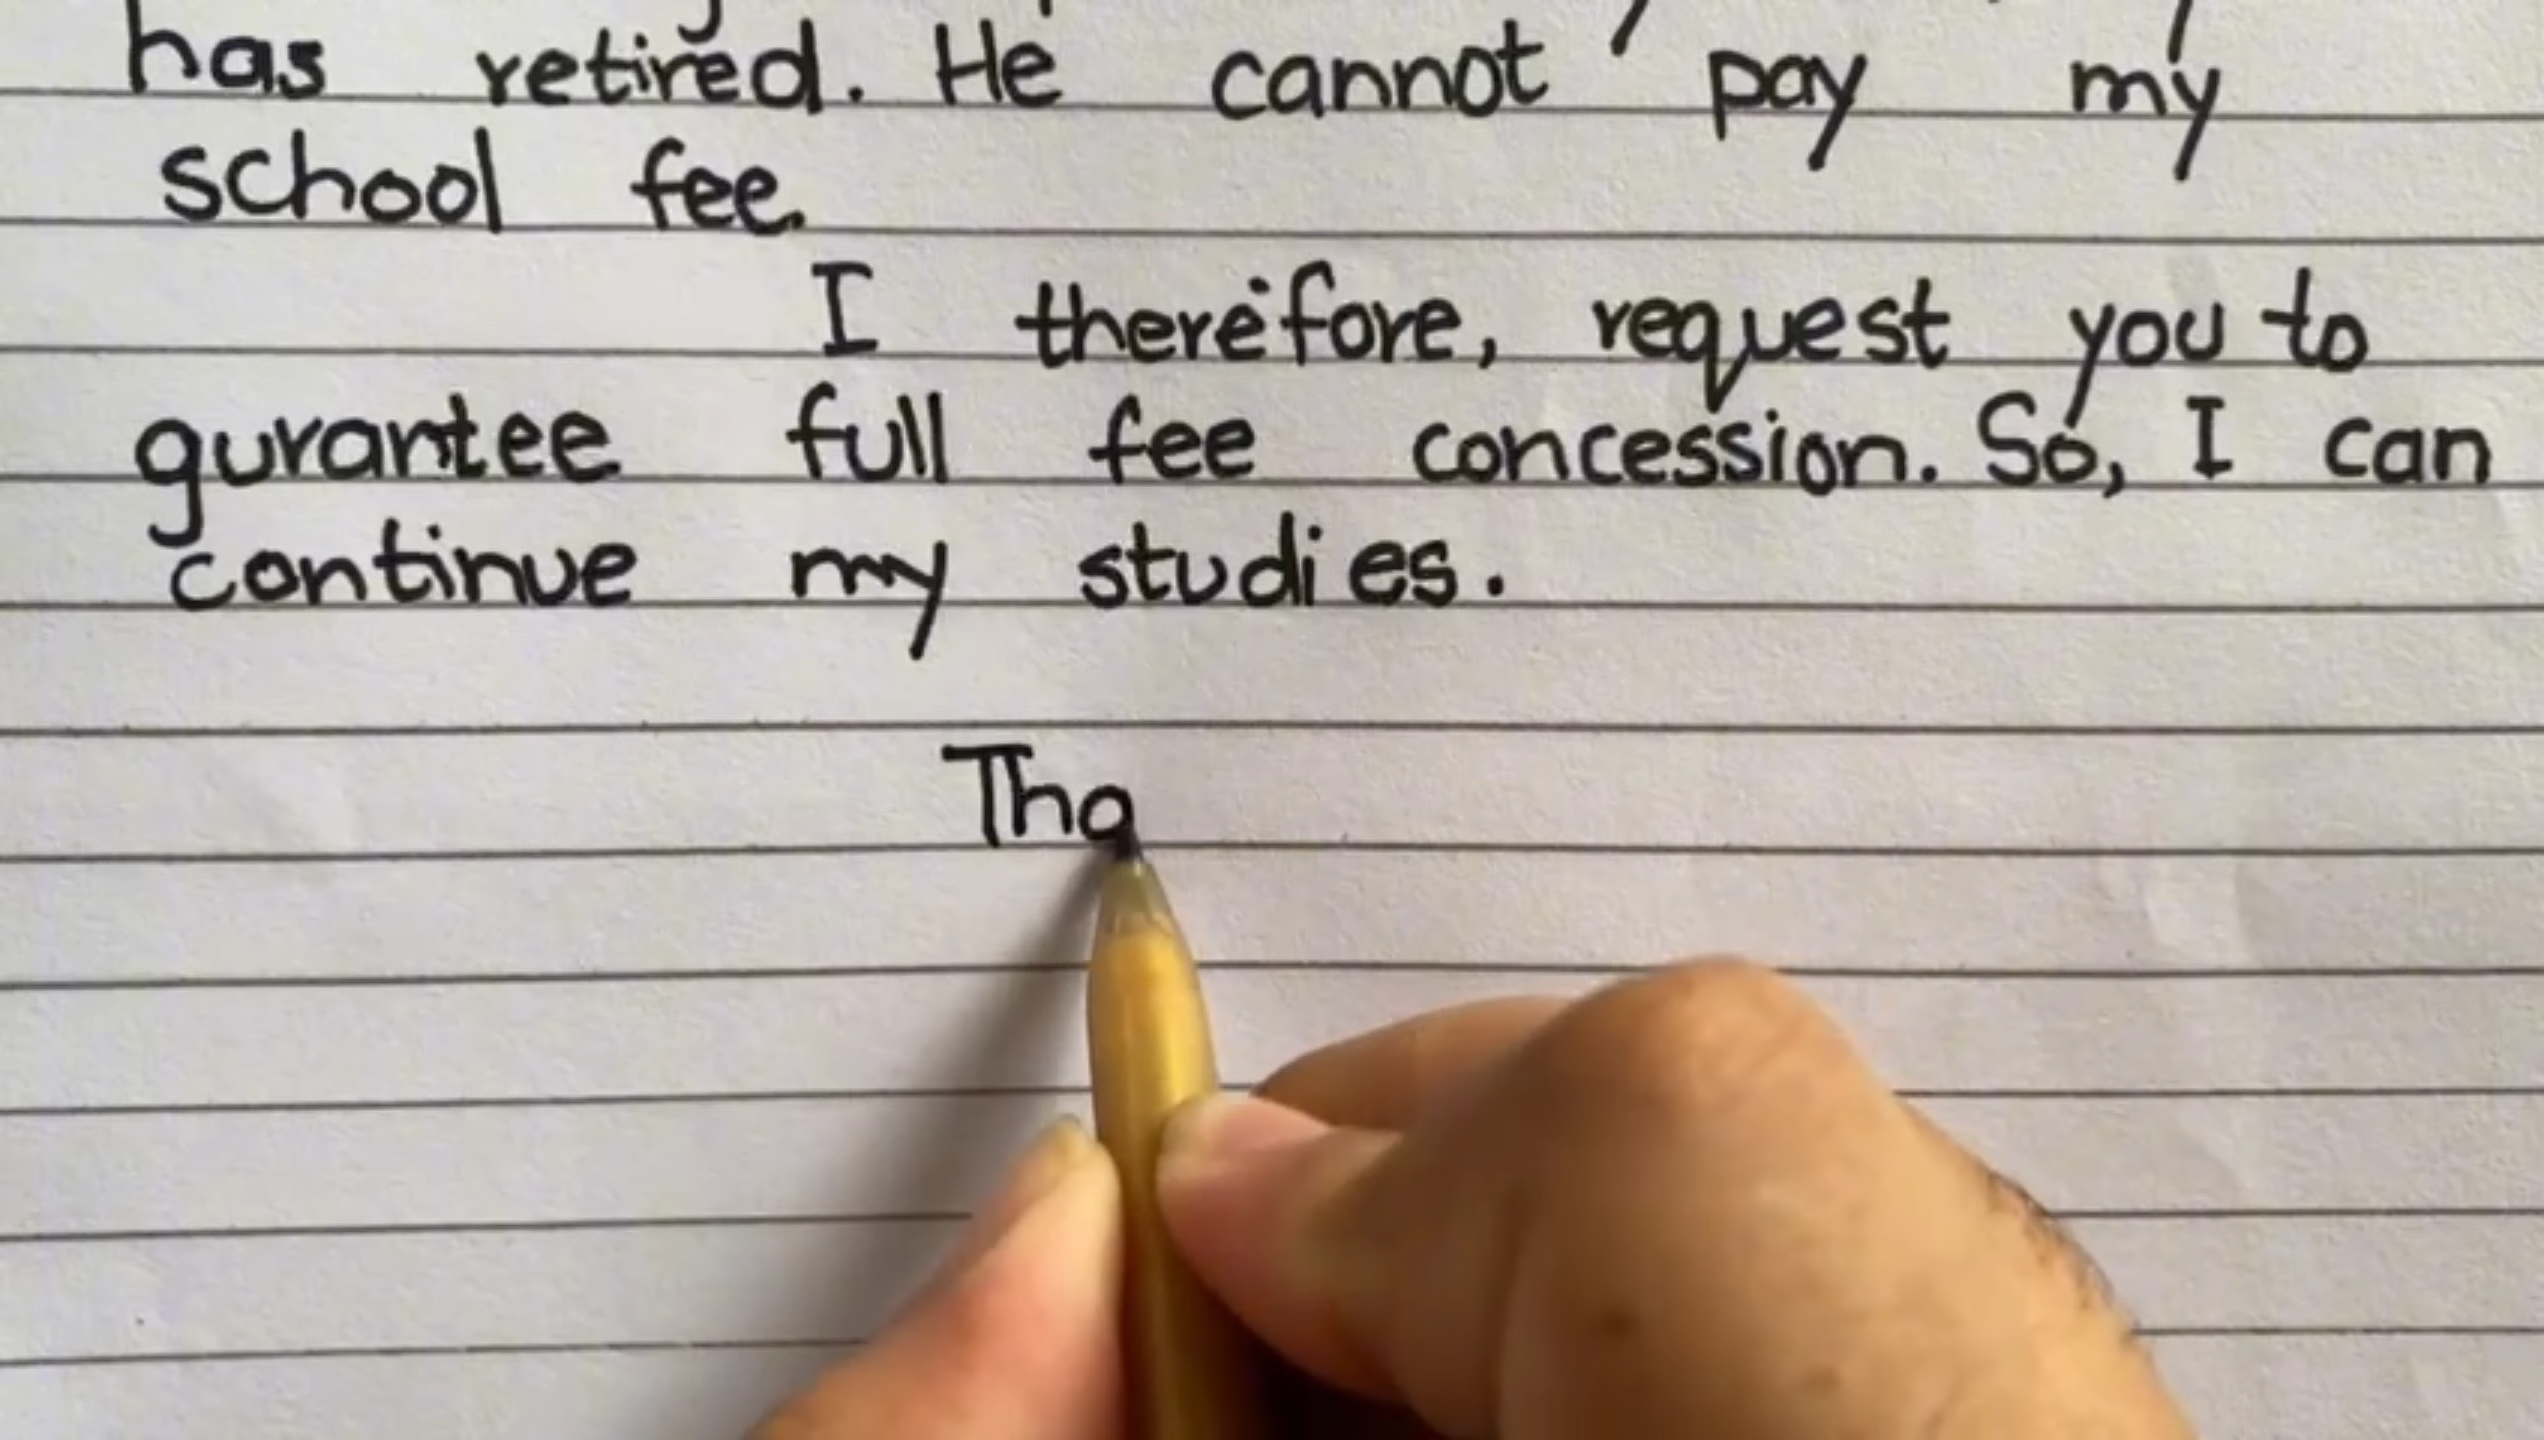 has retired. He cannot pay my
school fee.
I therefore, request you to
gurantee full fee concession. So, I can
continue my studies.
Tha